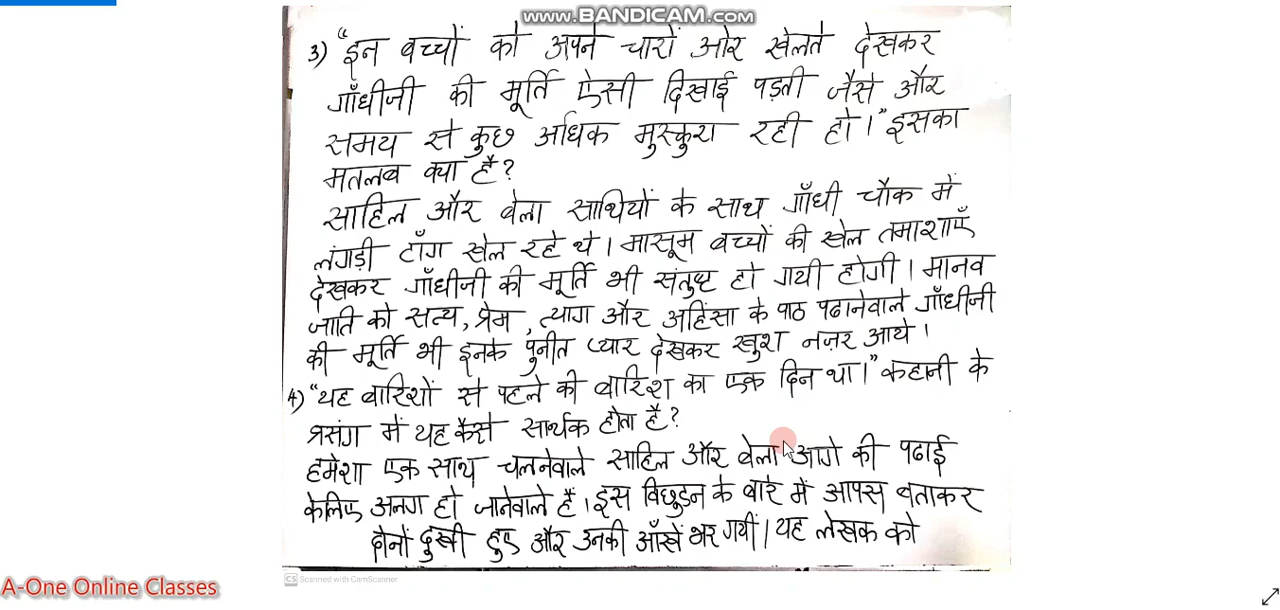 www.BANDICAM.com
3) "इन बच्चों को अपने चारों ओर खेलते देखकर
गाँधीजी की मूर्ति ऐसी दिखाई पड़ती जैसे और
समय से कुछ अधिक मुस्कुरा रही हो।" इसका
मतलब क्या है?
साहिल और बेला साथियों के साथ गाँधी चौक में
लंगड़ी टाँग खेल रहे थे। मासूम बच्चों की खेल तमाशाएँ
देखकर गाँधीजी की मूर्ति भी संतुष्ट हो गयी होगी। मानव
जाति को सत्य, प्रेम, त्याग और अहिंसा के पाठ पढानेवाले गाँधीजी
की मूर्ति भी इनके पुनीत प्यार देखकर खुश नज़र आये।
4) "यह बारिशों से पहले की बारिश का एक दिन था।" कहानी के
प्रसंग में यह कैसे सार्थक होता है?
हमेशा एक साथ चलनेवाले साहिल और बेला आगे की पढाई
केलिए अलग हो जानेवाले हैं। इस बिछुडन के बारे में आपस बताकर
दोनों दुखी हुए और उनकी आँखें भर गयीं। यह लेखक को
CS Scanned with CamScanner
A-One Online Classes